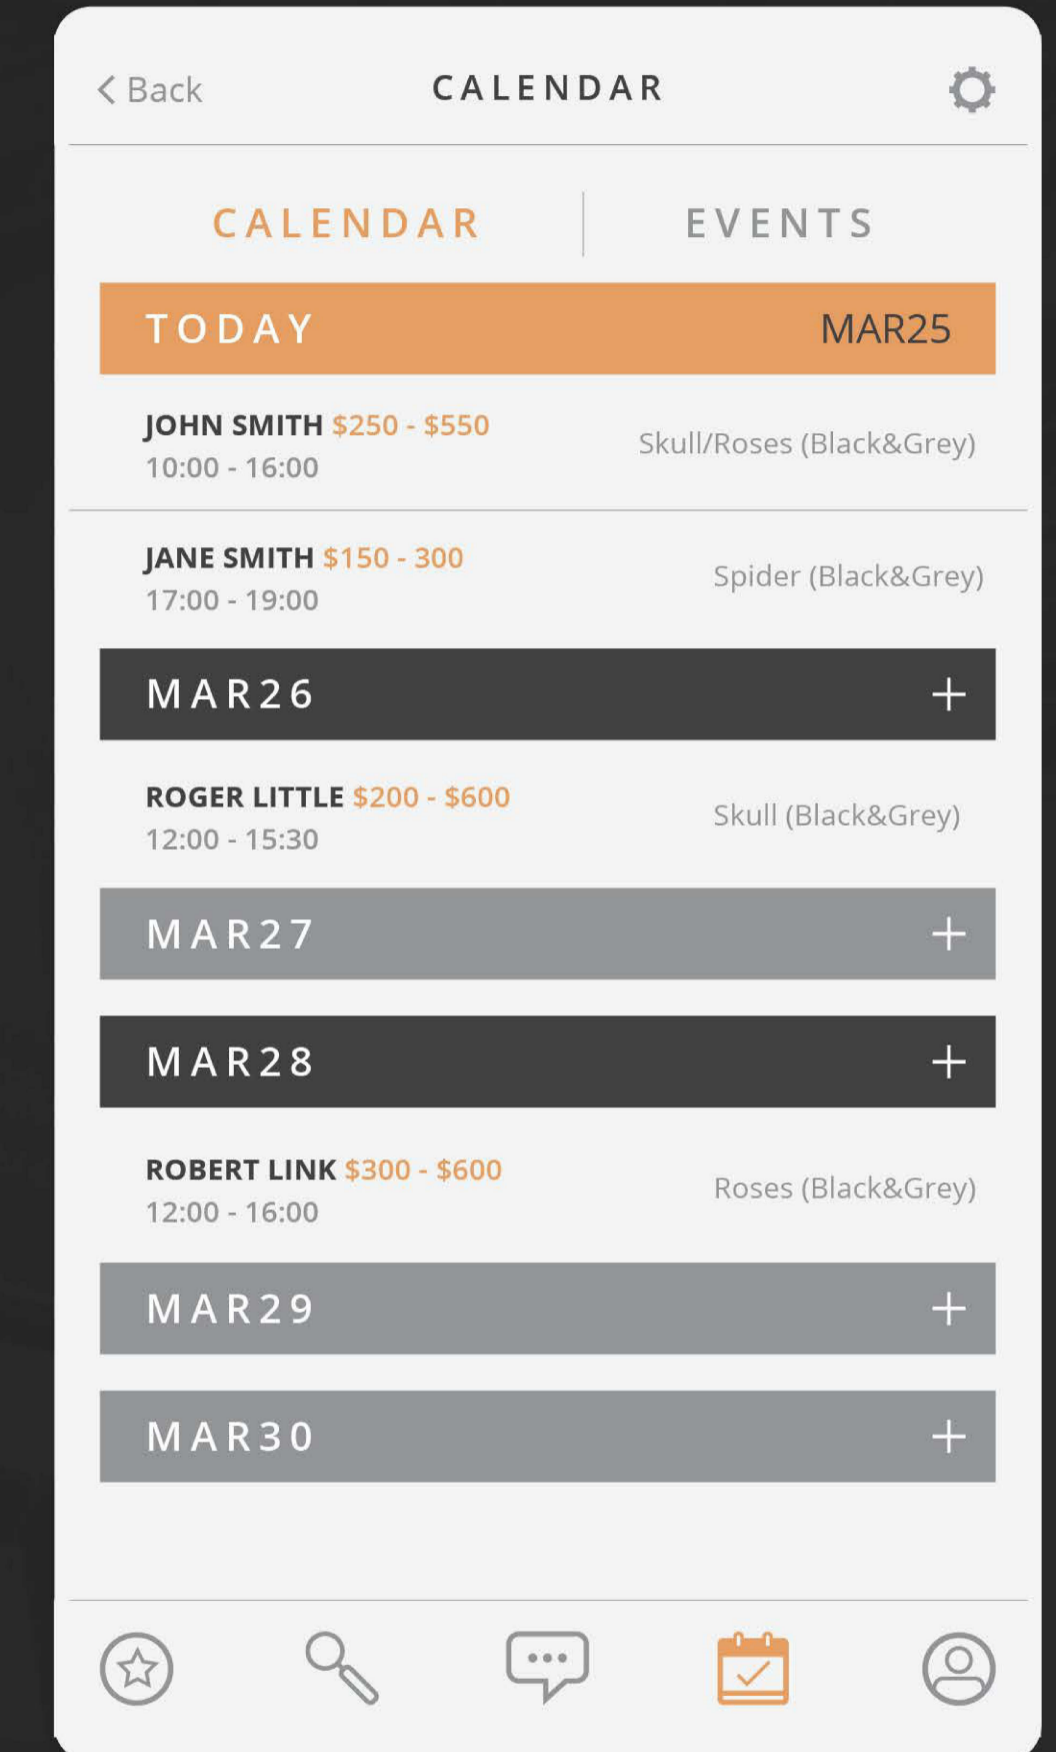 Back
CALENDAR
CALENDAR
EVENTS
TODAY MAR25
JOHN SMITH $250 - $550
10:00 - 16:00
Skull/Roses (Black&Grey)
JANE SMITH $150 - 300
17:00 - 19:00
Spider (Black&Grey)
MAR26 +
ROGER LITTLE $200 - $600
12:00 - 15:30
Skull (Black&Grey)
MAR27 +
MAR28 +
ROBERT LINK $300 - $600
12:00 - 16:00
Roses (Black&Grey)
MAR29 +
MAR30 +